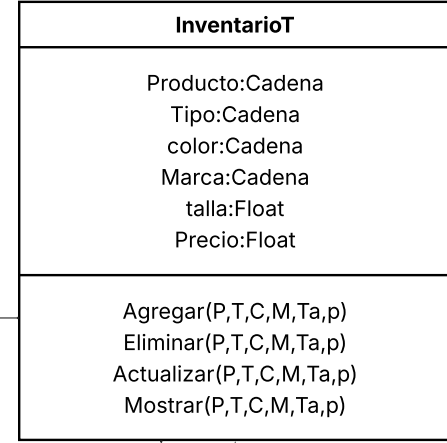 InventarioT
Producto:Cadena
Tipo:Cadena
color:Cadena
Marca:Cadena
talla:Float
Precio:Float
Agregar(P,T,C,M,Ta,p)
Eliminar(P,T,C,M,Ta,p)
Actualizar(P,T,C,M,Ta,p)
Mostrar(P,T,C,M,Ta,p)